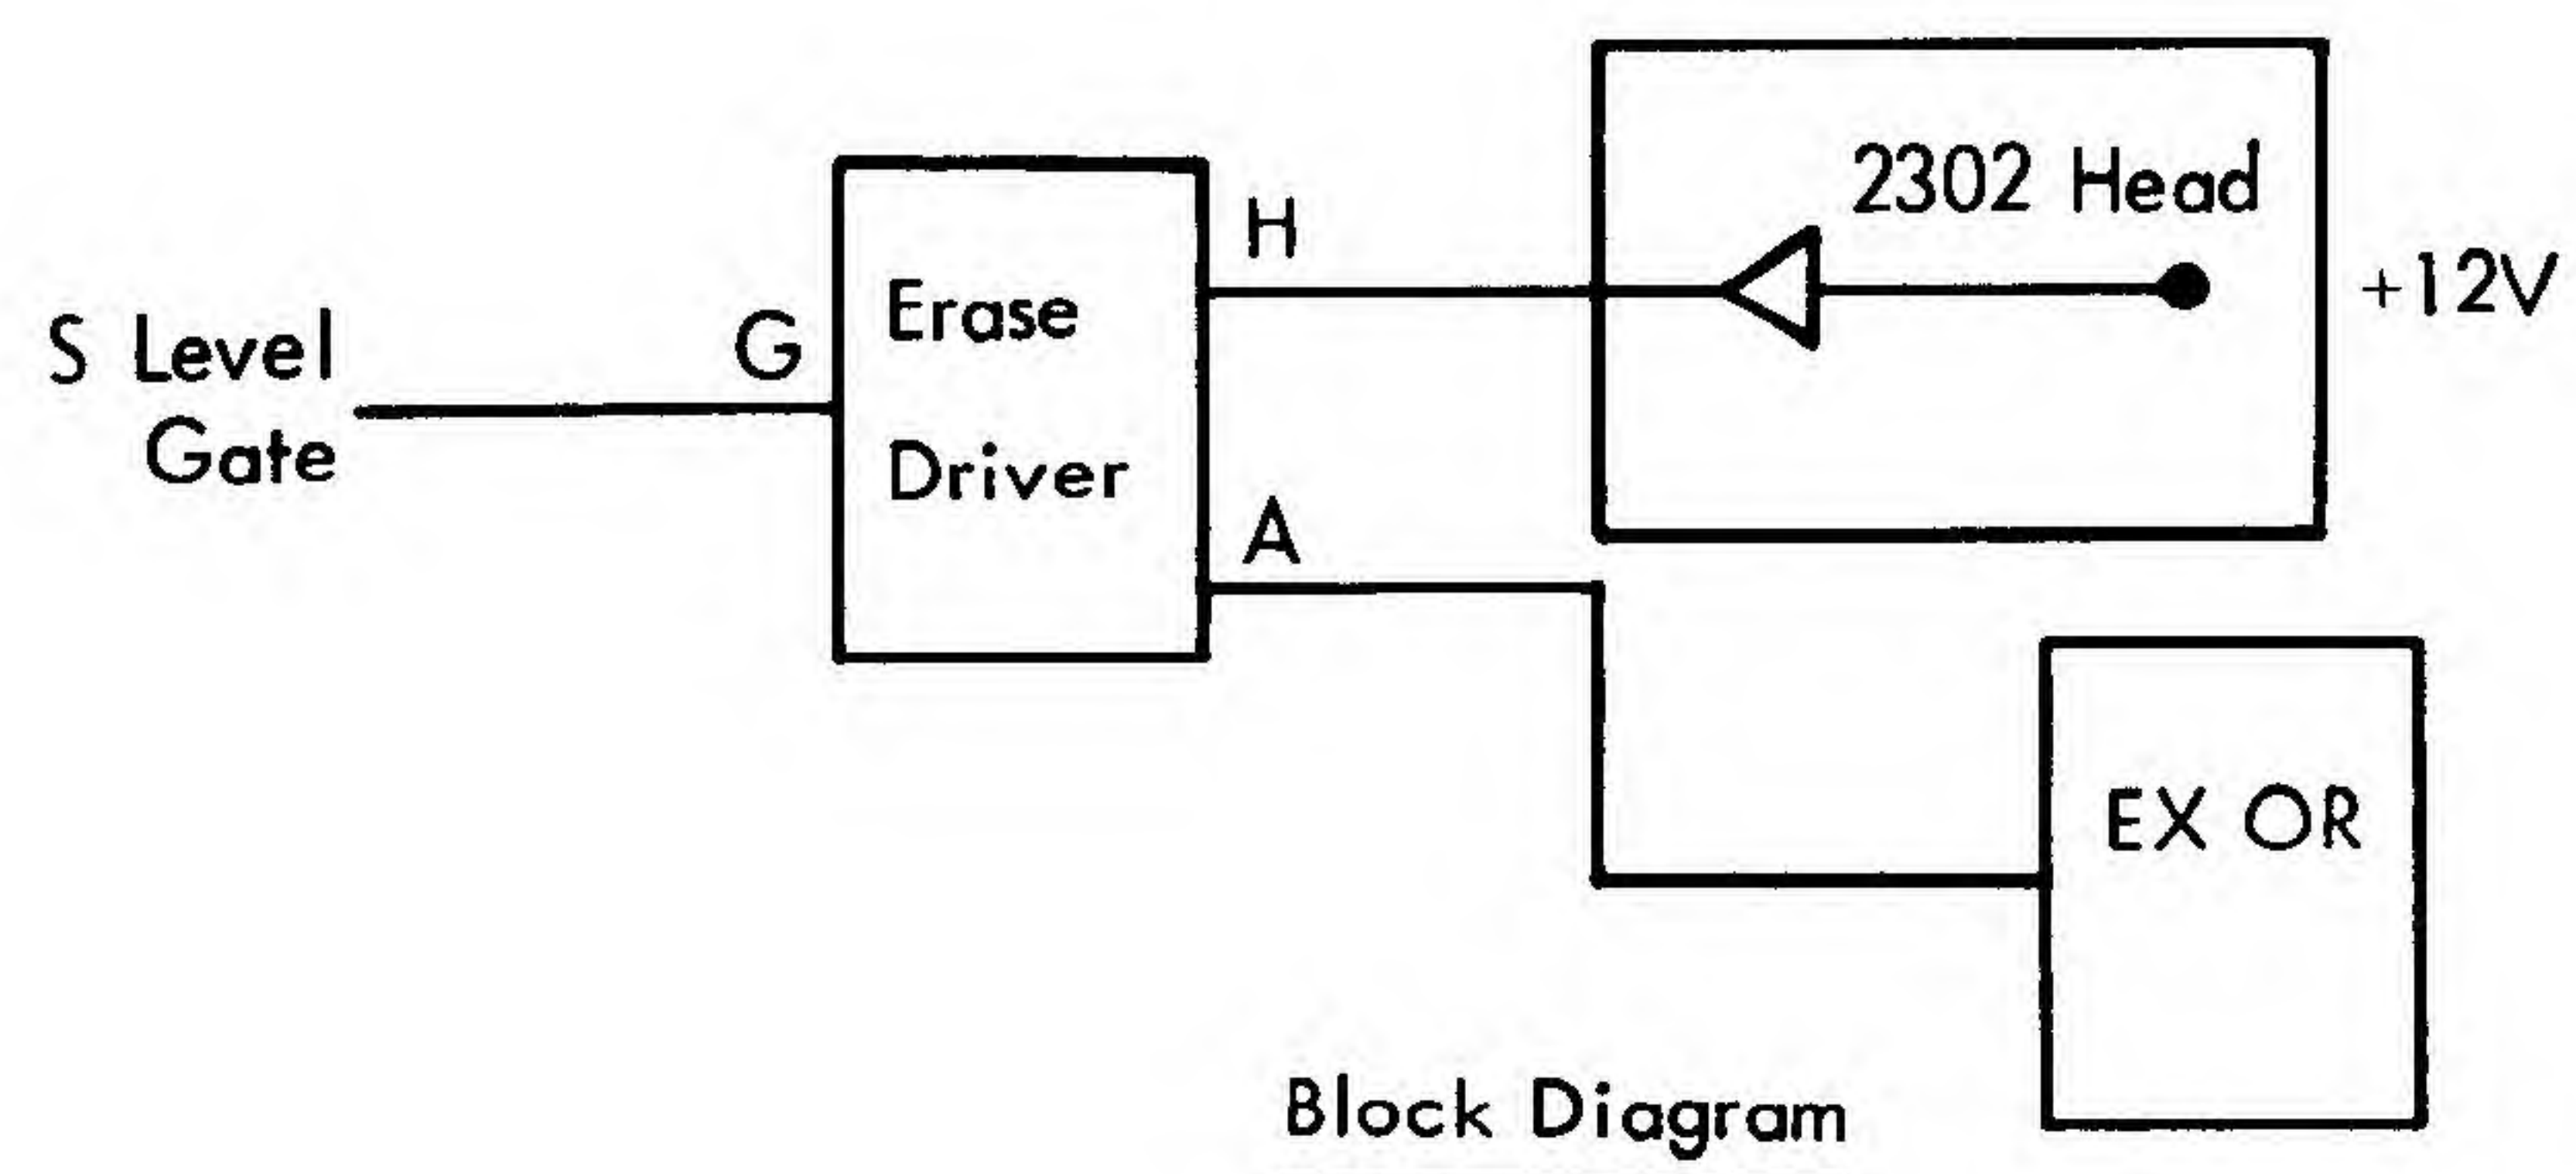 S Level
Gate
G
Erase
Driver
H
A
2302 Head
+12V
EX OR
Block Diagram